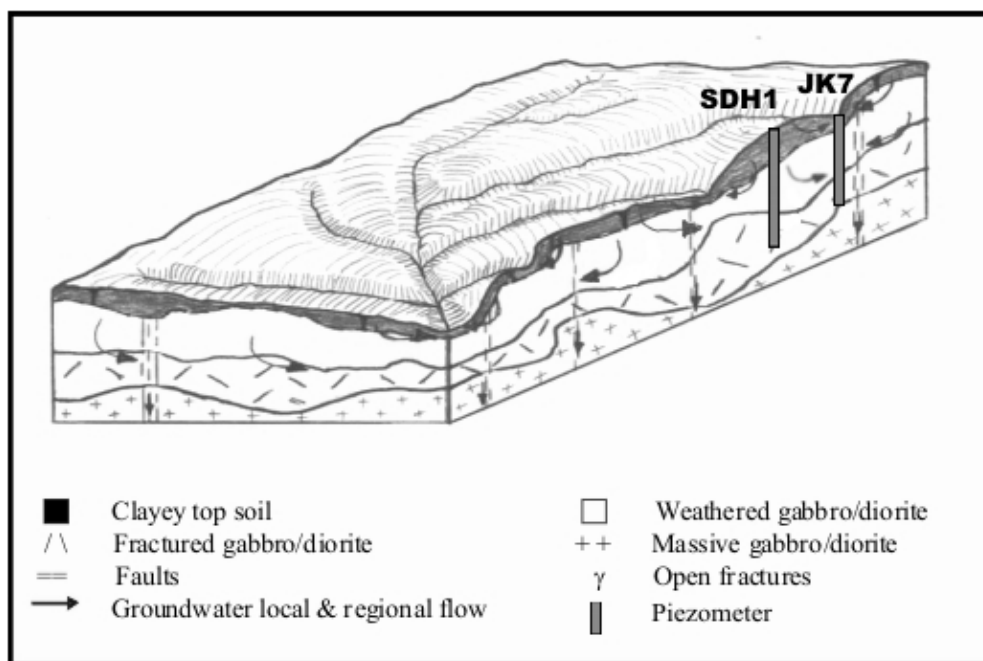 SDH1
JK7
Clayey top soil
Fractured gabbro/diorite
Faults
Groundwater local & regional flow
Weathered gabbro/diorite
++ Massive gabbro/diorite
γ Open fractures
Piezometer